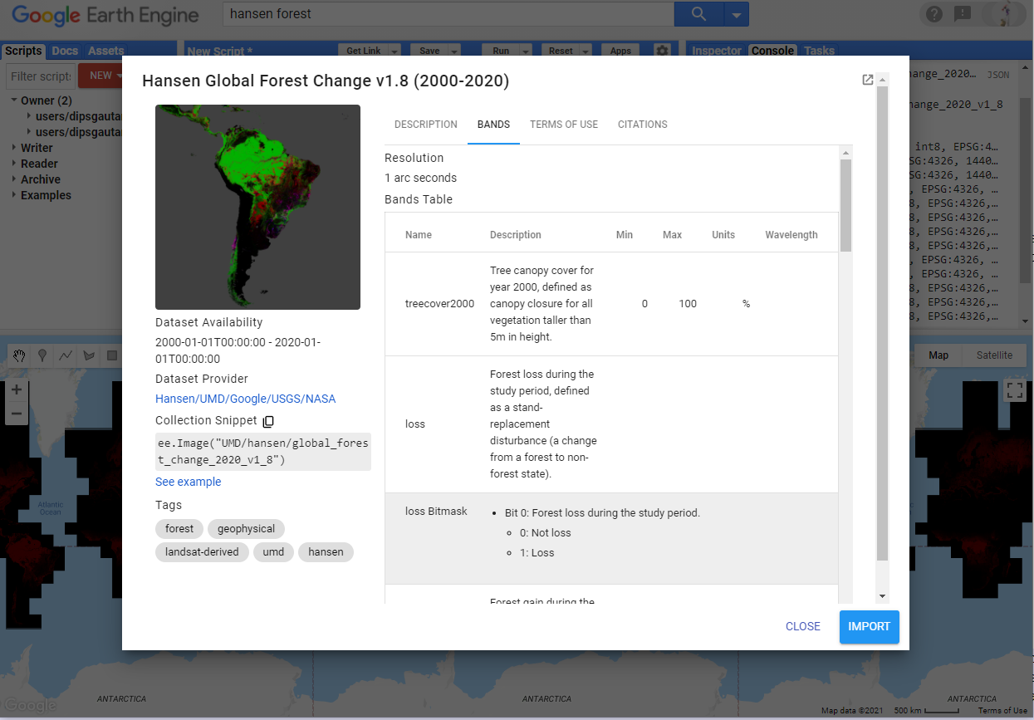 Google Earth Engine
hansen forest
Scripts Docs Assets
New Script *
Get Link Save Run Reset Apps
Inspector Console Tasks
Filter script
NEW
Owner (2)
users/dipsgauta
users/dipsgauta
Writer
Reader
Archive
Examples
Hansen Global Forest Change v1.8 (2000-2020)
Dataset Availability
2000-01-01T00:00:00 - 2020-01-
01T00:00:00
Dataset Provider
Hansen/UMD/Google/USGS/NASA
Collection Snippet
ee.Image("UMD/hansen/global_fores
t_change_2020_v1_8")
See example
Tags
forest geophysical
landsat-derived umd hansen
DESCRIPTION BANDS TERMS OF USE CITATIONS
Resolution
1 arc seconds
Bands Table
Name Description Min Max Units Wavelength
treecover2000
Tree canopy cover for
year 2000, defined as
canopy closure for all
vegetation taller than
5m in height.
0 100 %
loss
Forest loss during the
study period, defined
as a stand-
replacement
disturbance (a change
from a forest to non-
forest state).
loss Bitmask
• Bit 0: Forest loss during the study period.
0: Not loss
1: Loss
Forest gain during the
CLOSE IMPORT
ange_2020… JSON
ange_2020_v1_8
int8, EPSG:4…
SG:4326, 1440…
SG:4326, 1440…
8, EPSG:4326,…
8, EPSG:4326,…
8, EPSG:4326,…
8, EPSG:4326,…
8, EPSG:4326,…
8, EPSG:4326,…
8, EPSG:4326,…
8, EPSG:4326,…
8, EPSG:4326,…
Map Satellite
Atlantic
Ocean
ANTARCTICA
ANTARCTICA
ANTARCTICA
Google
Map data ©2021 500 km Terms of Use